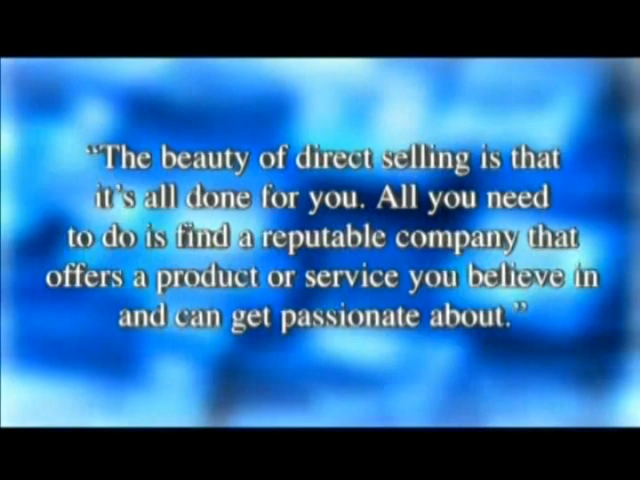 “The beauty of direct selling is that
it's all done for you. All you need
to do is find a reputable company that
offers a product or service you believe in
and can get passionate about.”